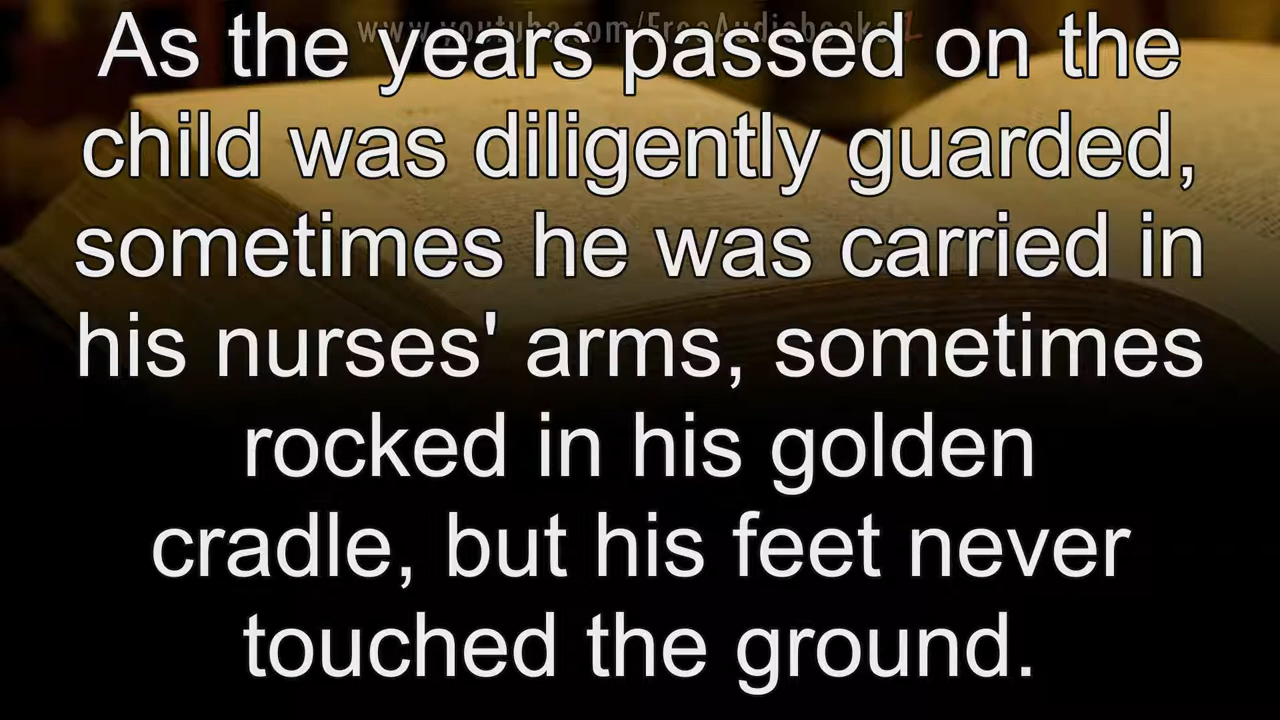 www.youtube.com/FreeAudiobooks
As the years passed on the
child was diligently guarded,
sometimes he was carried in
his nurses' arms, sometimes
rocked in his golden
cradle, but his feet never
touched the ground.